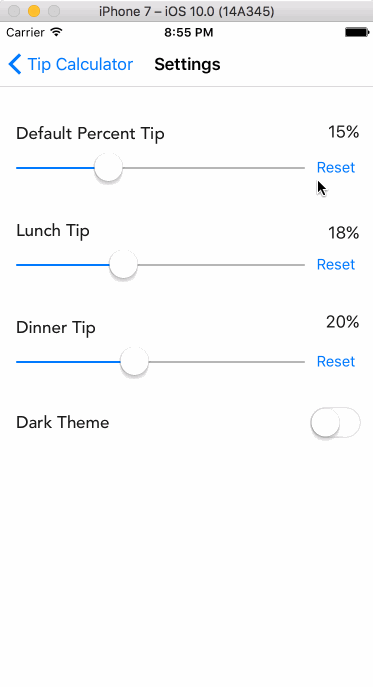 iPhone 7 – iOS 10.0 (14A345)
Carrier 8:55 PM
Tip Calculator Settings
Default Percent Tip 15%
Reset
Lunch Tip 18%
Reset
Dinner Tip 20%
Reset
Dark Theme